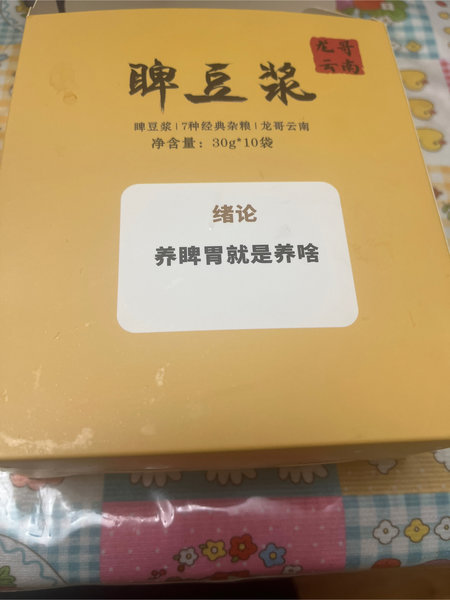 龙哥
云南
睥豆浆
睥豆浆|7种经典杂粮|龙哥云南
净含量：30g*10袋
绪论
养睥胃就是养啥